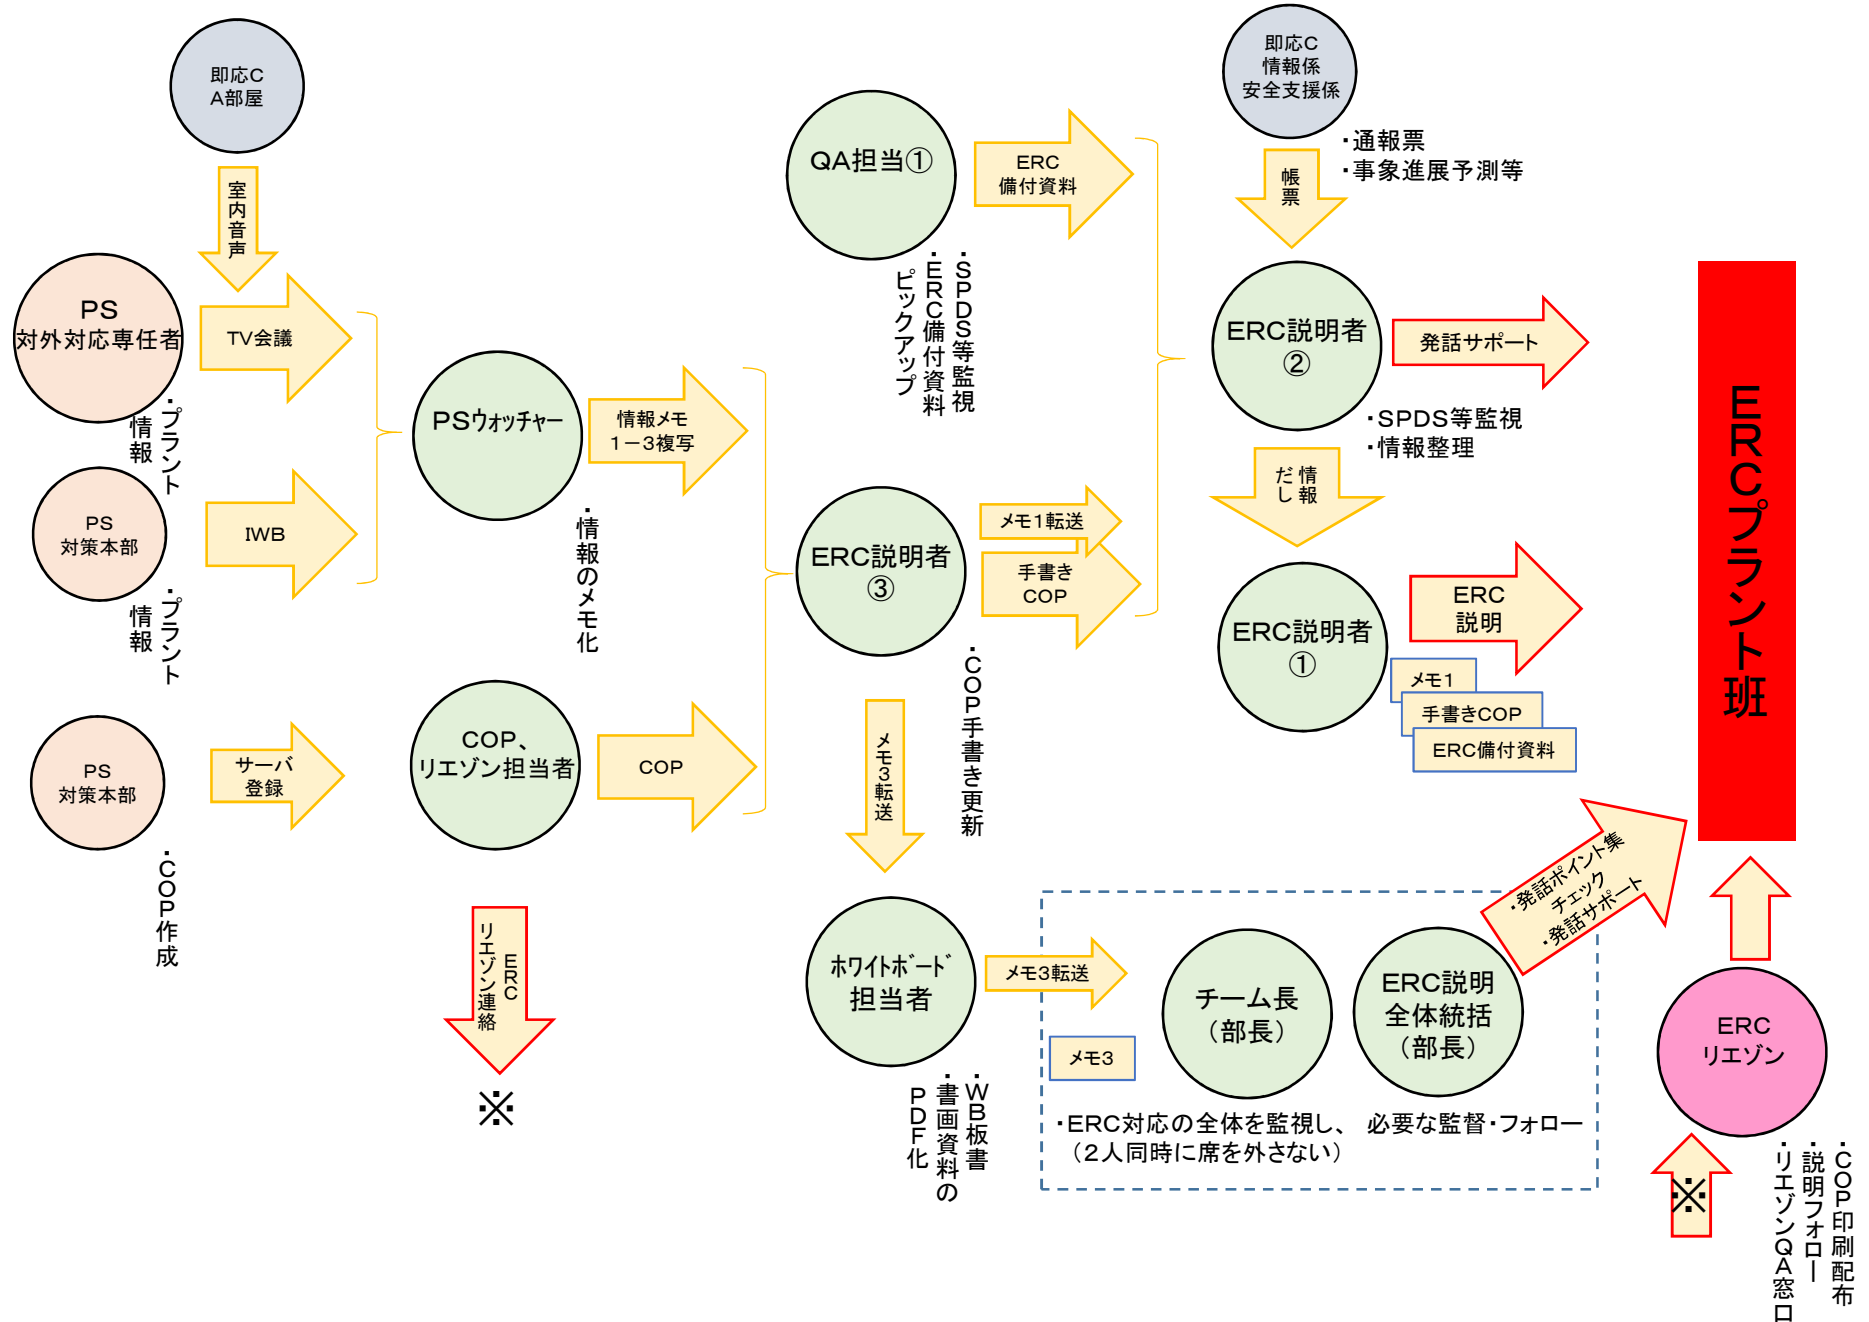 即応C
A部屋
室内音声
PS
対外対応専任者
・プラント
情報
TV会議
PS
対策本部
・プラント
情報
IWB
PS
対策本部
・COP作成
サーバ
登録
PSウォッチャー
・情報のメモ化
情報メモ
1－3複写
COP、
リエゾン担当者
COP
ERC
リエゾン連絡
※
QA担当①
・SPDS等監視
・ERC備付資料
ピックアップ
ERC
備付資料
ERC説明者
③
・COP手書き更新
メモ1転送
手書き
COP
メモ3転送
ホワイトボード
担当者
・WB板書
・書画資料の
PDF化
メモ3転送
メモ3
チーム長
（部長）
ERC説明
全体統括
（部長）
・ERC対応の全体を監視し、 必要な監督・フォロー
（2人同時に席を外さない）
・発話ポイント集
チェック
・発話サポート
即応C
情報係
安全支援係
・通報票
・事象進展予測等
帳票
ERC説明者
②
・SPDS等監視
・情報整理
発話サポート
情報
だし
ERC説明者
①
ERC
説明
メモ1
手書きCOP
ERC備付資料
ERCプラント班
ERC
リエゾン
・COP印刷配布
・説明フォロー
・リエゾンQA窓口
※